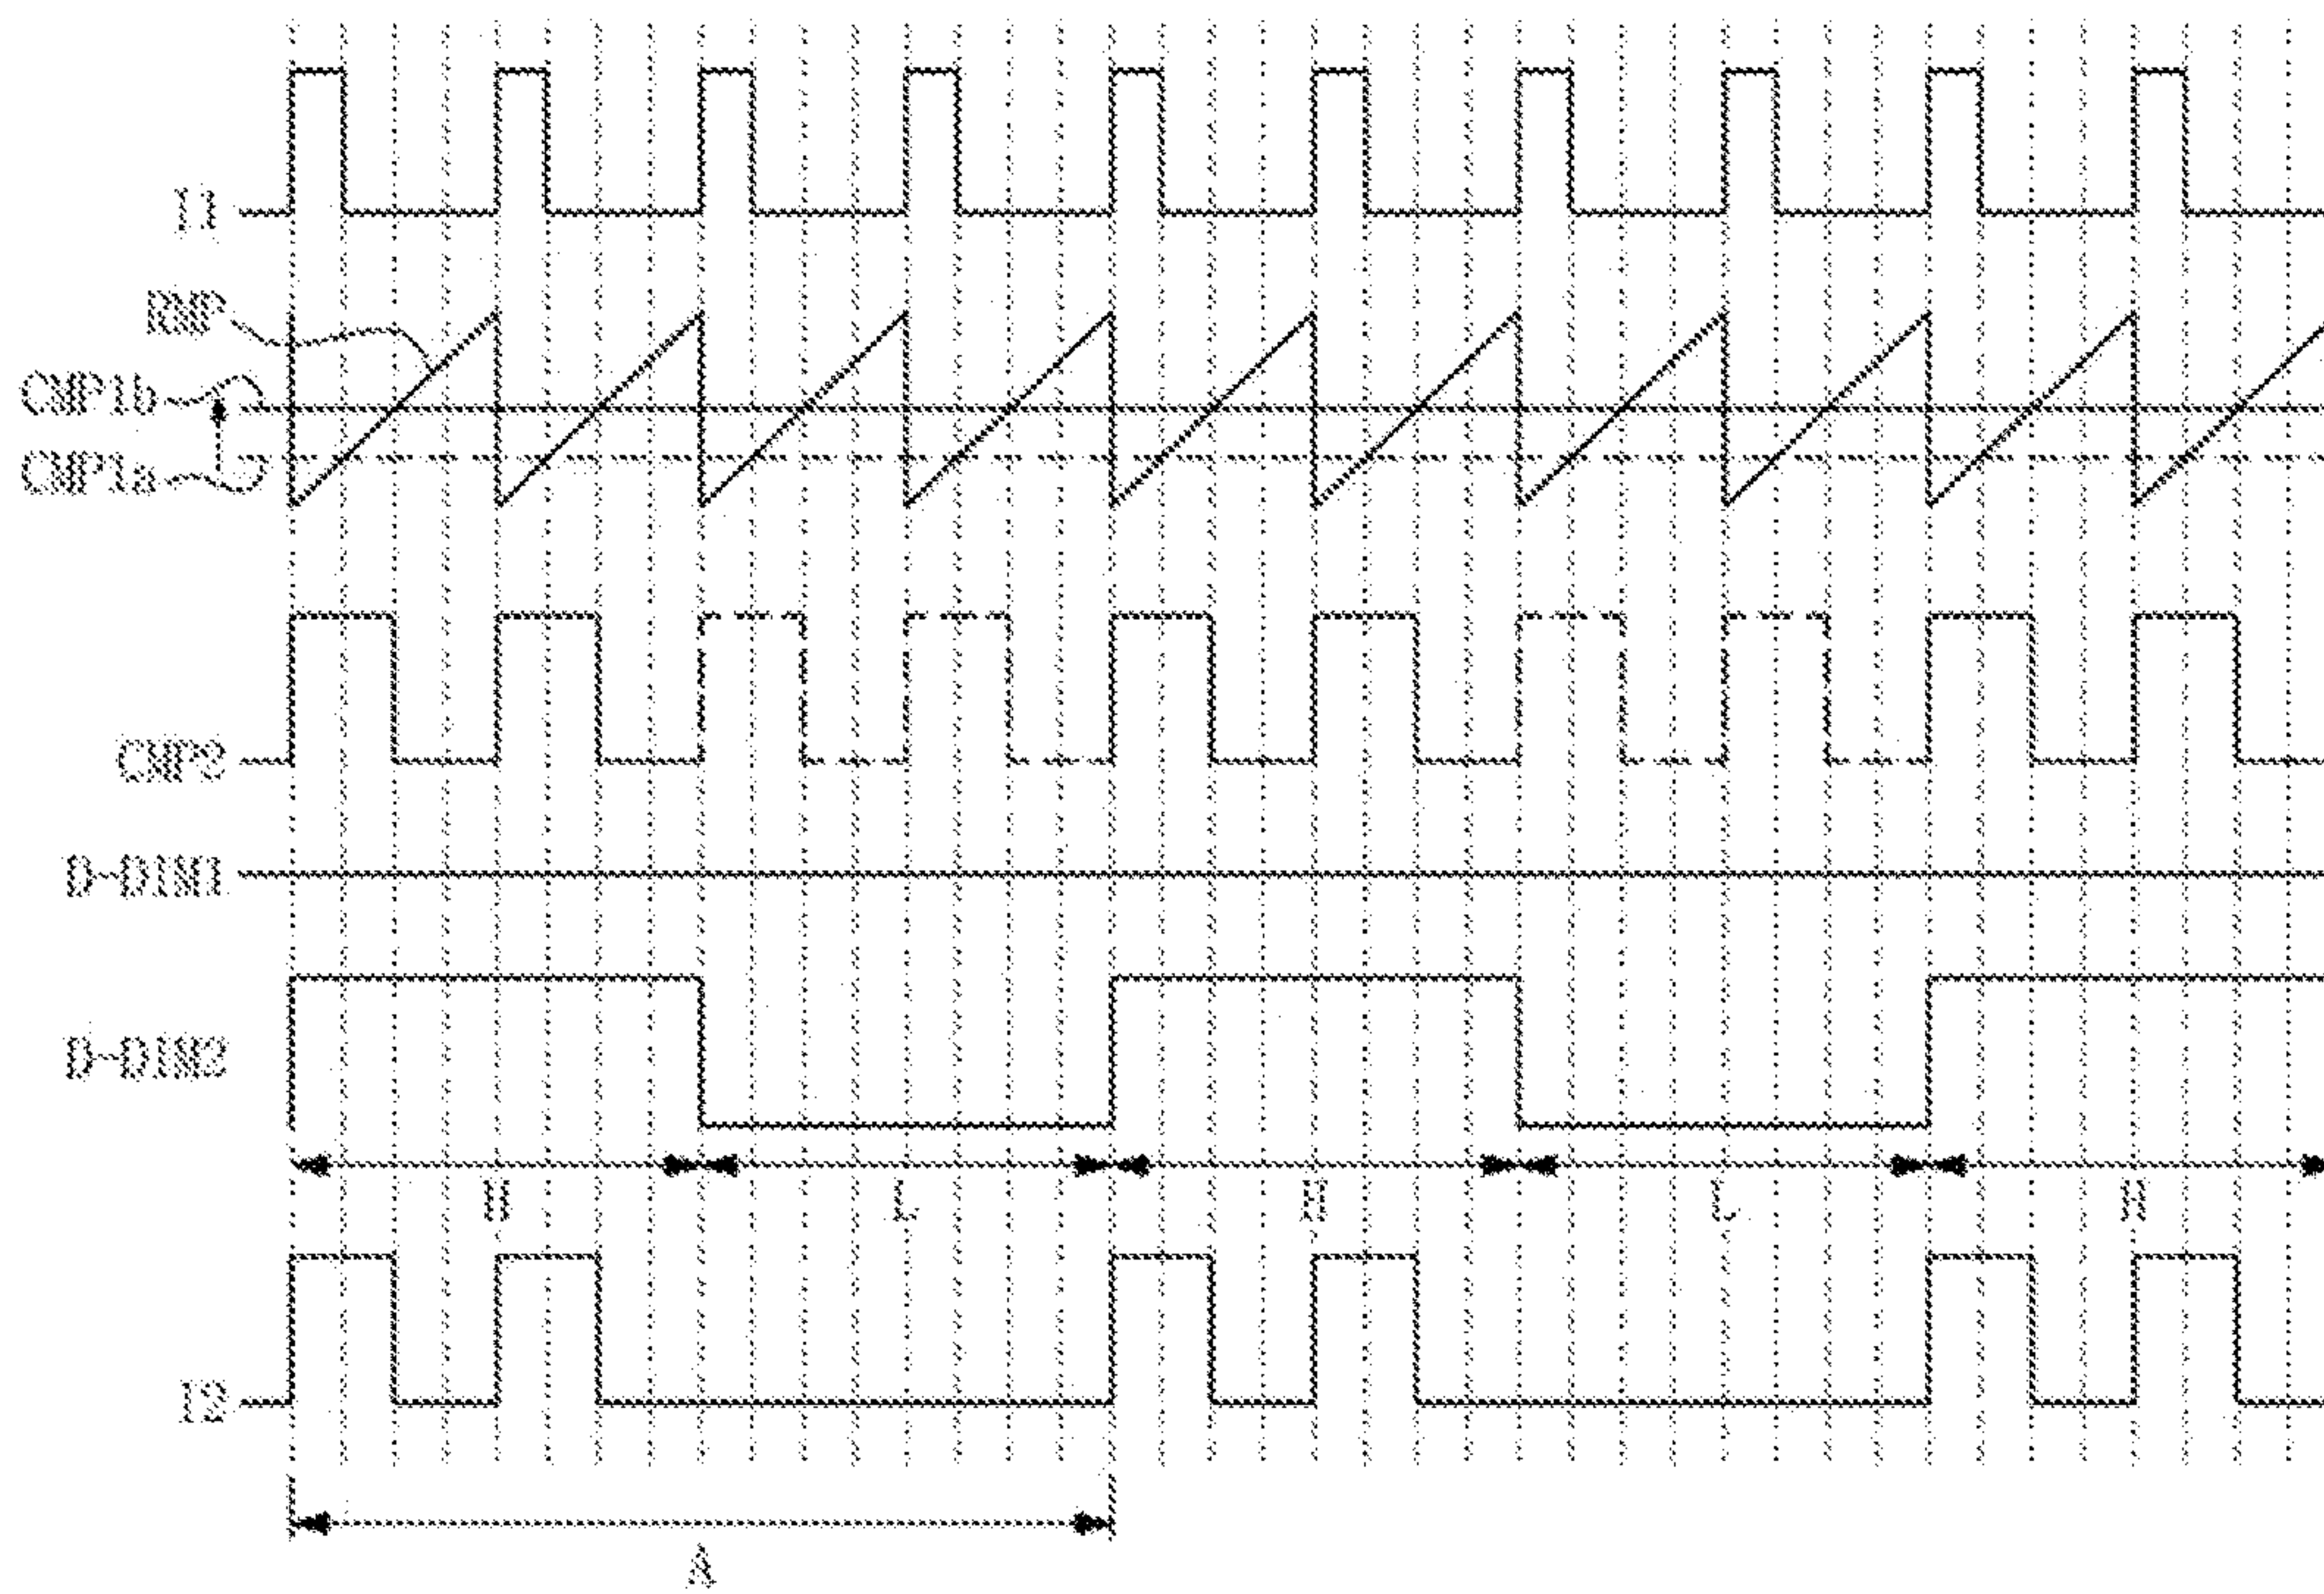 I1
RMP
CMP1b
CMP1a
CMP2
D-DIM1
D-DIM2
H L H L H
I2
A